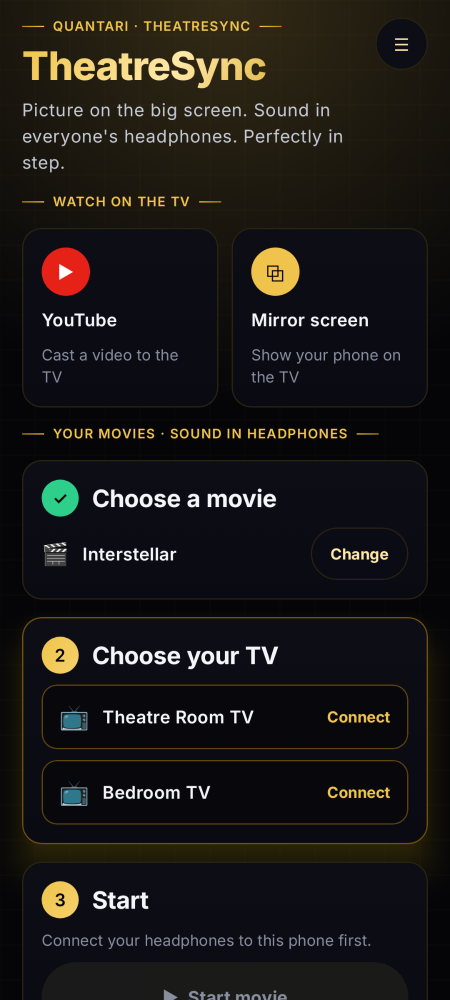 QUANTARI · THEATRESYNC
TheatreSync
Picture on the big screen. Sound in
everyone's headphones. Perfectly in
step.
WATCH ON THE TV
YouTube
Cast a video to the
TV
Mirror screen
Show your phone on
the TV
YOUR MOVIES · SOUND IN HEADPHONES
Choose a movie
Interstellar
Change
2
Choose your TV
Theatre Room TV
Connect
Bedroom TV
Connect
3
Start
Connect your headphones to this phone first.
Start movie